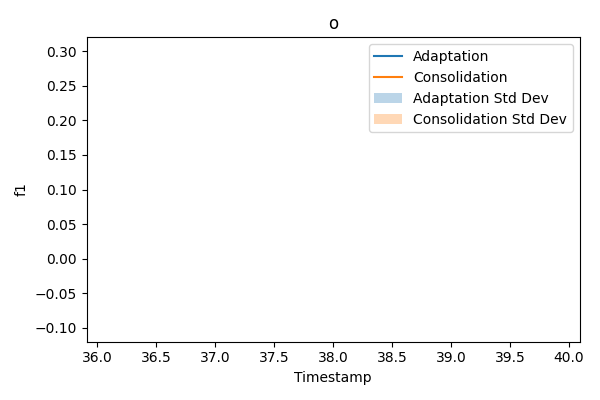 o
f1
0.30
0.25
0.20
0.15
0.10
0.05
0.00
−0.05
−0.10
Adaptation
Consolidation
Adaptation Std Dev
Consolidation Std Dev
36.0 36.5 37.0 37.5 38.0 38.5 39.0 39.5 40.0
Timestamp